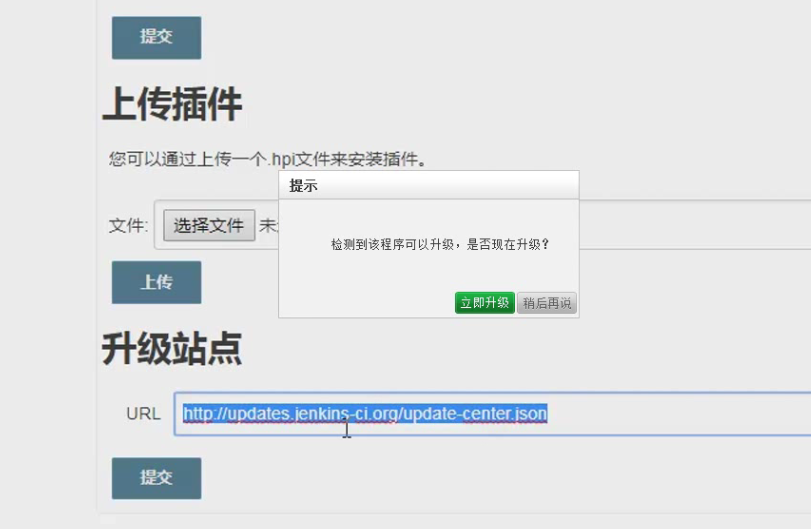 提交
上传插件
您可以通过上传一个.hpi文件来安装插件。
提示
检测到该程序可以升级，是否现在升级?
文件: 选择文件 未
立即升级 稍后再说
上传
升级站点
URL http://updates.jenkins-ci.org/update-center.json
提交